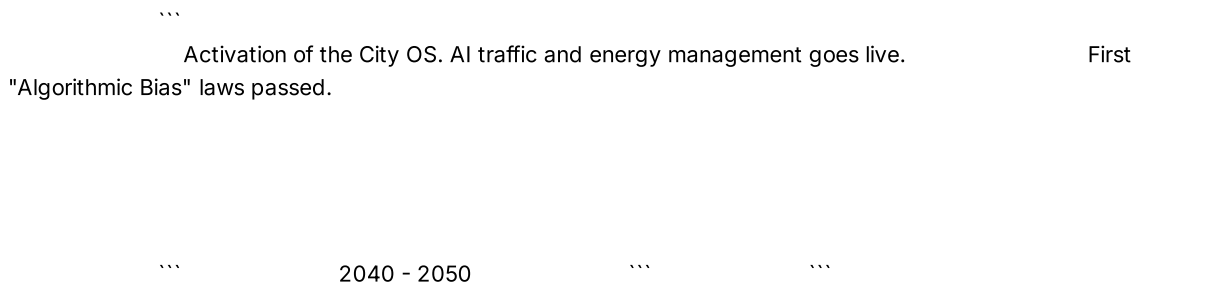 ```
Activation of the City OS. AI traffic and energy management goes live. First
"Algorithmic Bias" laws passed.
``` 2040 - 2050 ``` ```